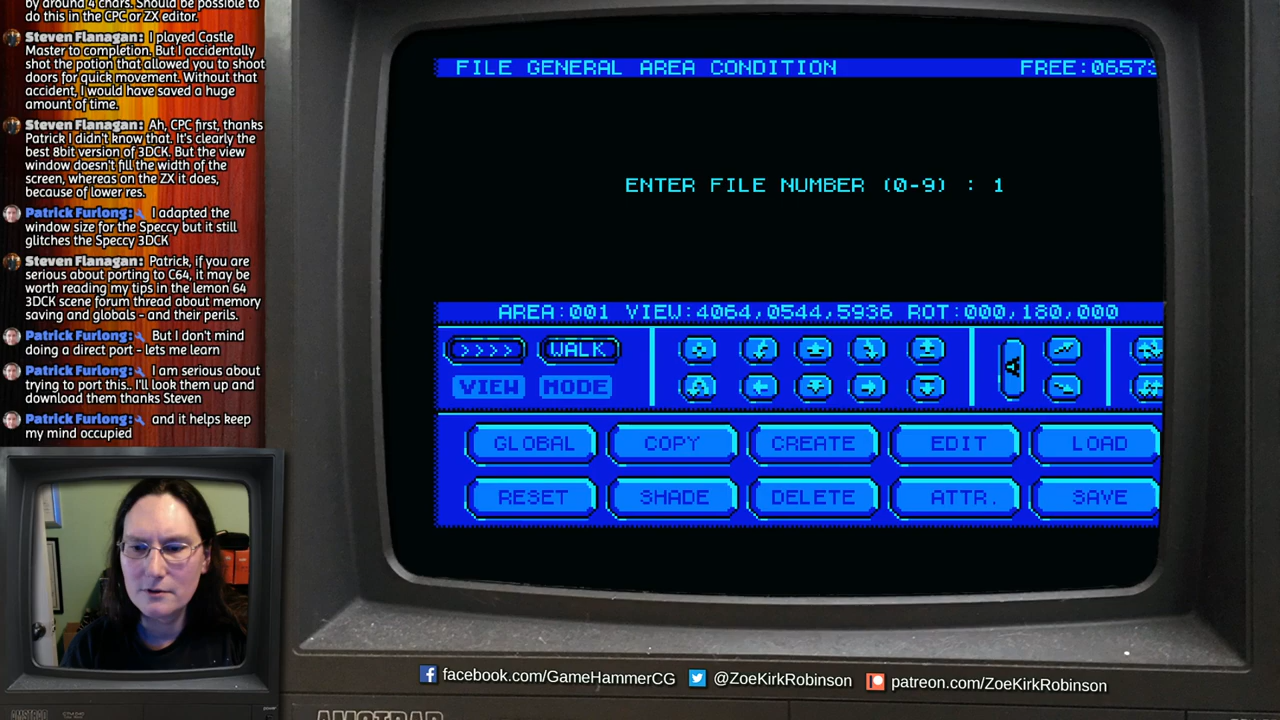 by around 4 chars. Should be possible to
do this in the CPC or ZX editor.
Steven Flanagan: I played Castle
Master to completion. But I accidentally
shot the potion that allowed you to shoot
doors for quick movement. Without that
accident, I would have saved a huge
amount of time.
Steven Flanagan: Ah, CPC first, thanks
Patrick I didn't know that. It's clearly the
best 8bit version of 3DCK. But the view
window doesn't fill the width of the
screen, whereas on the ZX it does,
because of lower res.
Patrick Furlong: I adapted the
window size for the Speccy but it still
glitches the Speccy 3DCK
Steven Flanagan: Patrick, if you are
serious about porting to C64, it may be
worth reading my tips in the lemon 64
3DCK scene forum thread about memory
saving and globals - and their perils.
Patrick Furlong: But I don't mind
doing a direct port - lets me learn
Patrick Furlong: I am serious about
trying to port this.. I'll look them up and
download them thanks Steven
Patrick Furlong: and it helps keep
my mind occupied
FILE GENERAL AREA CONDITION FREE:06573
ENTER FILE NUMBER (0-9) : 1
AREA:001 VIEW:4064,0544,5936 ROT:000,180,000
>>>> WALK
VIEW MODE
GLOBAL COPY CREATE EDIT LOAD
RESET SHADE DELETE ATTR. SAVE
facebook.com/GameHammerCG @ZoeKirkRobinson patreon.com/ZoeKirkRobinson
AMSTRAD